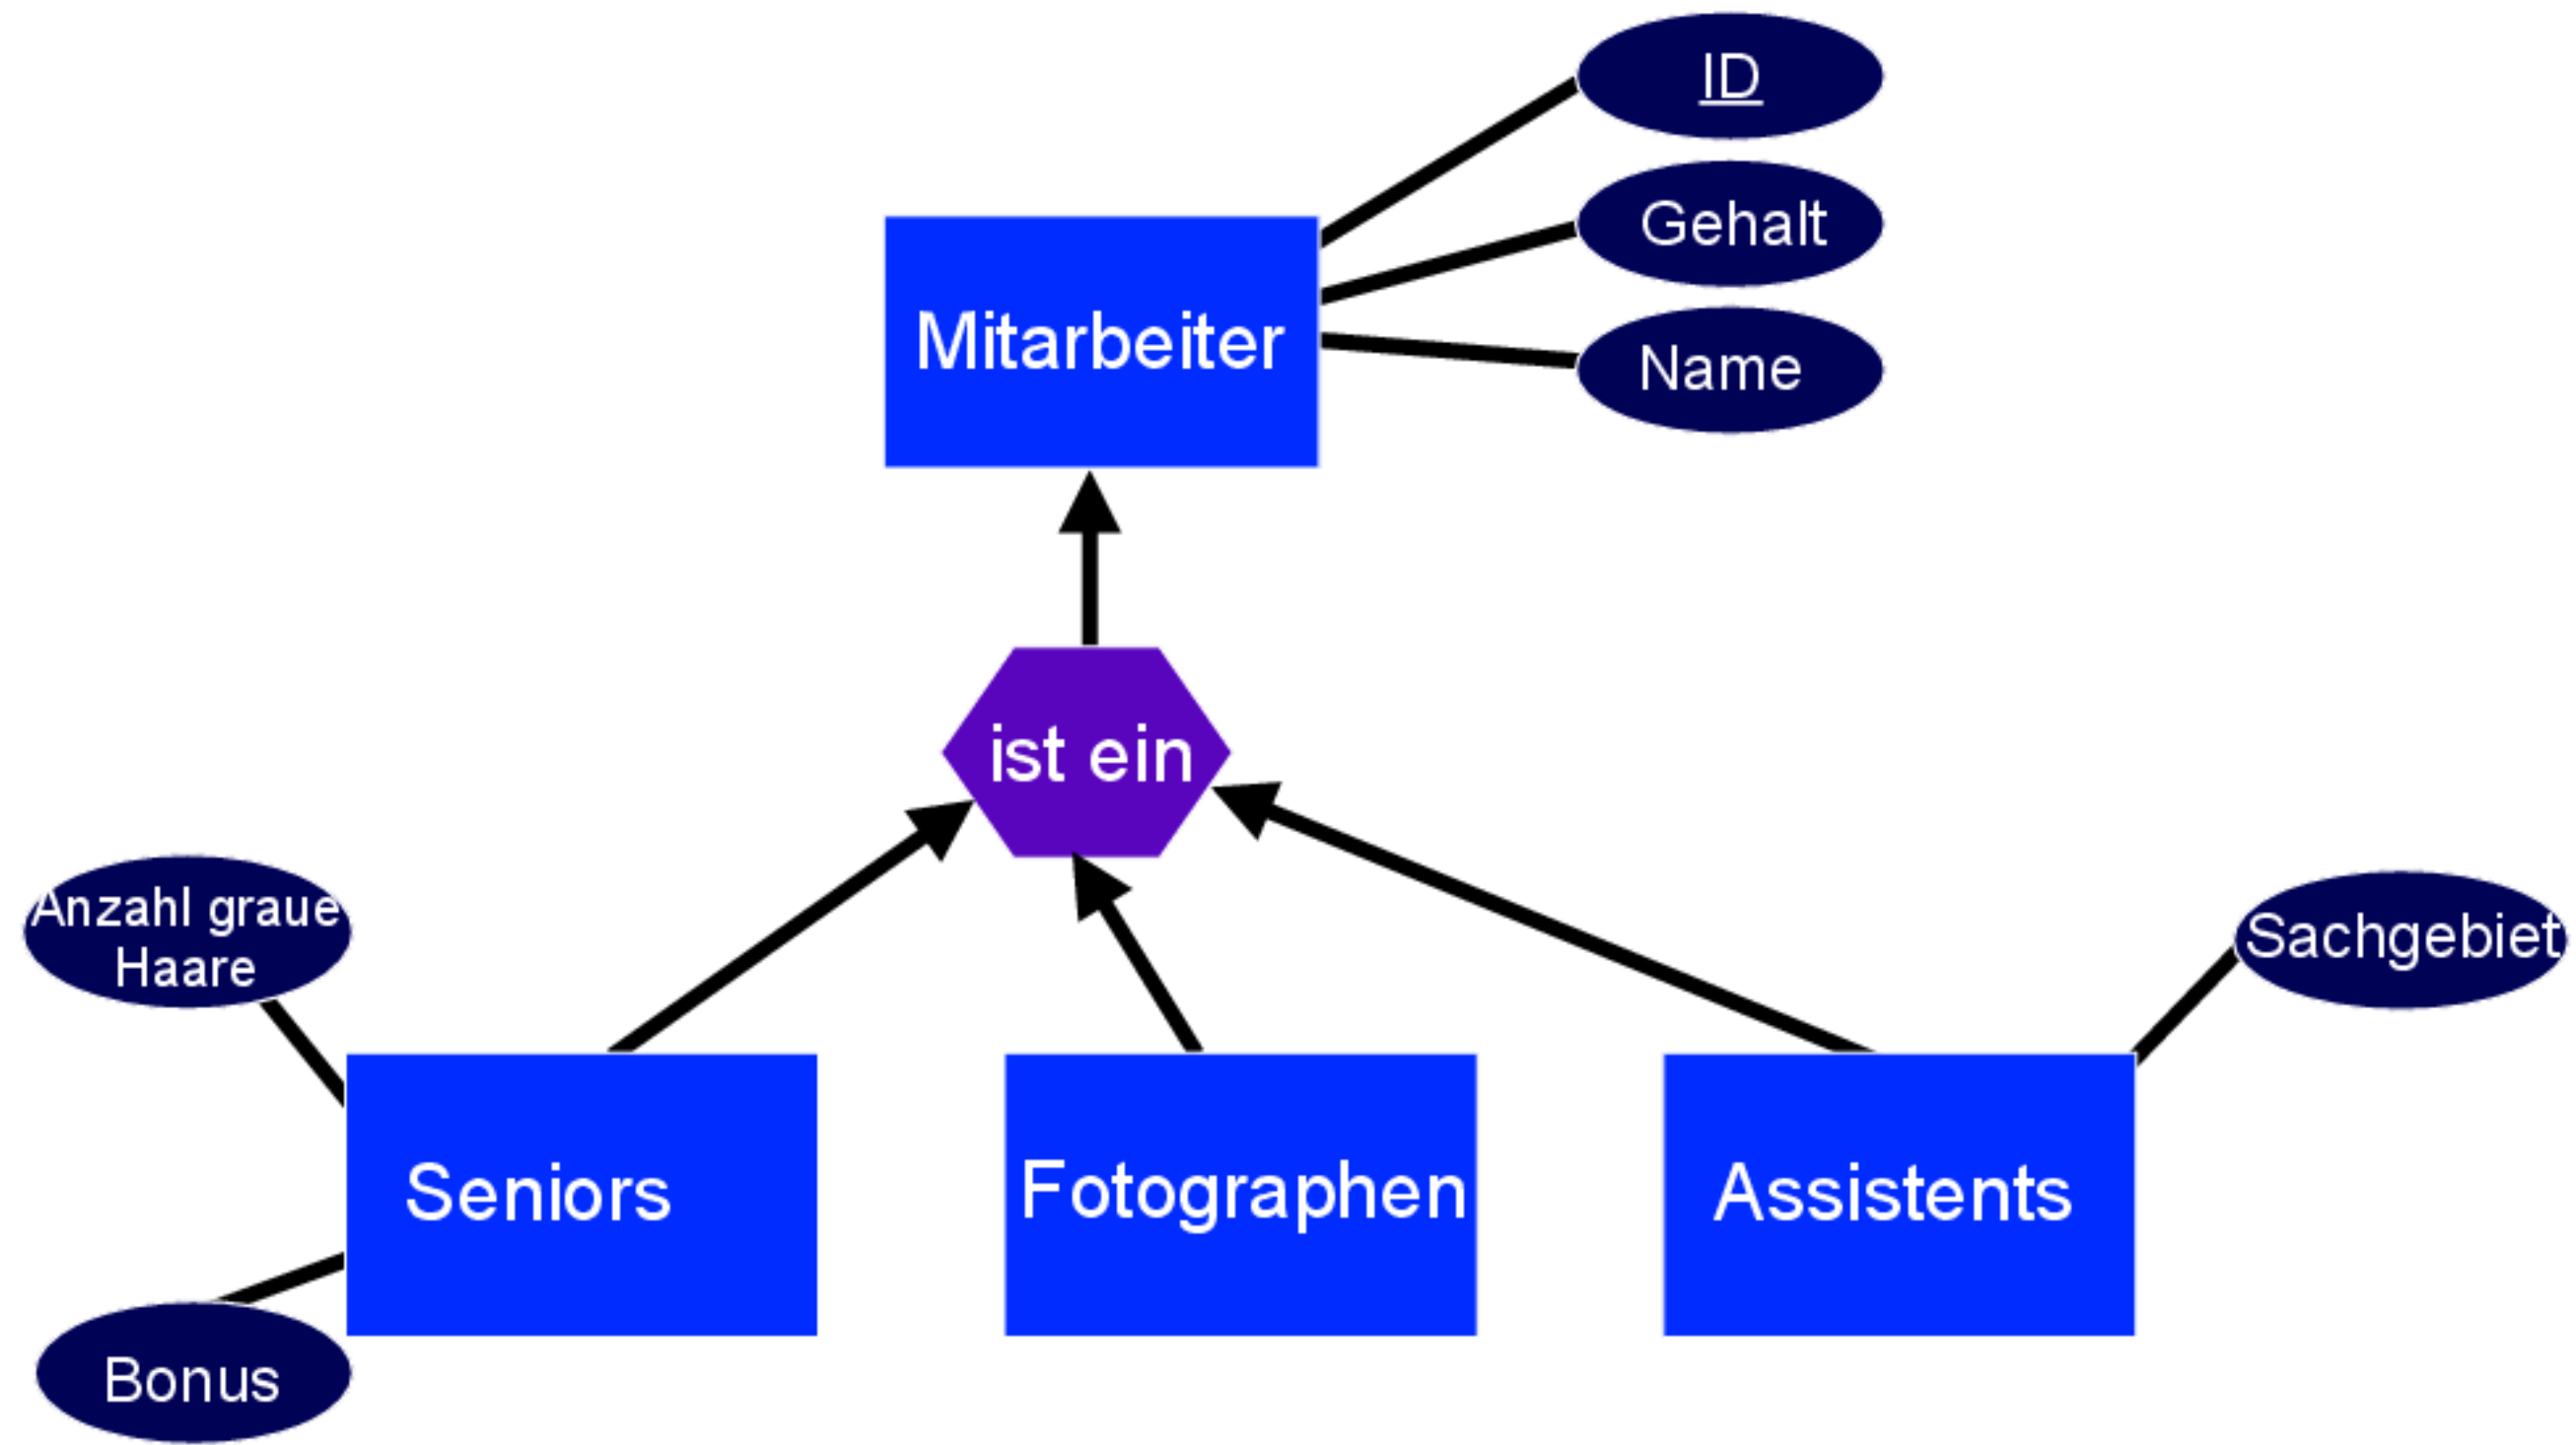 ID
Gehalt
Mitarbeiter
Name
ist ein
Anzahl graue
Haare
Sachgebiet
Seniors
Fotographen
Assistents
Bonus